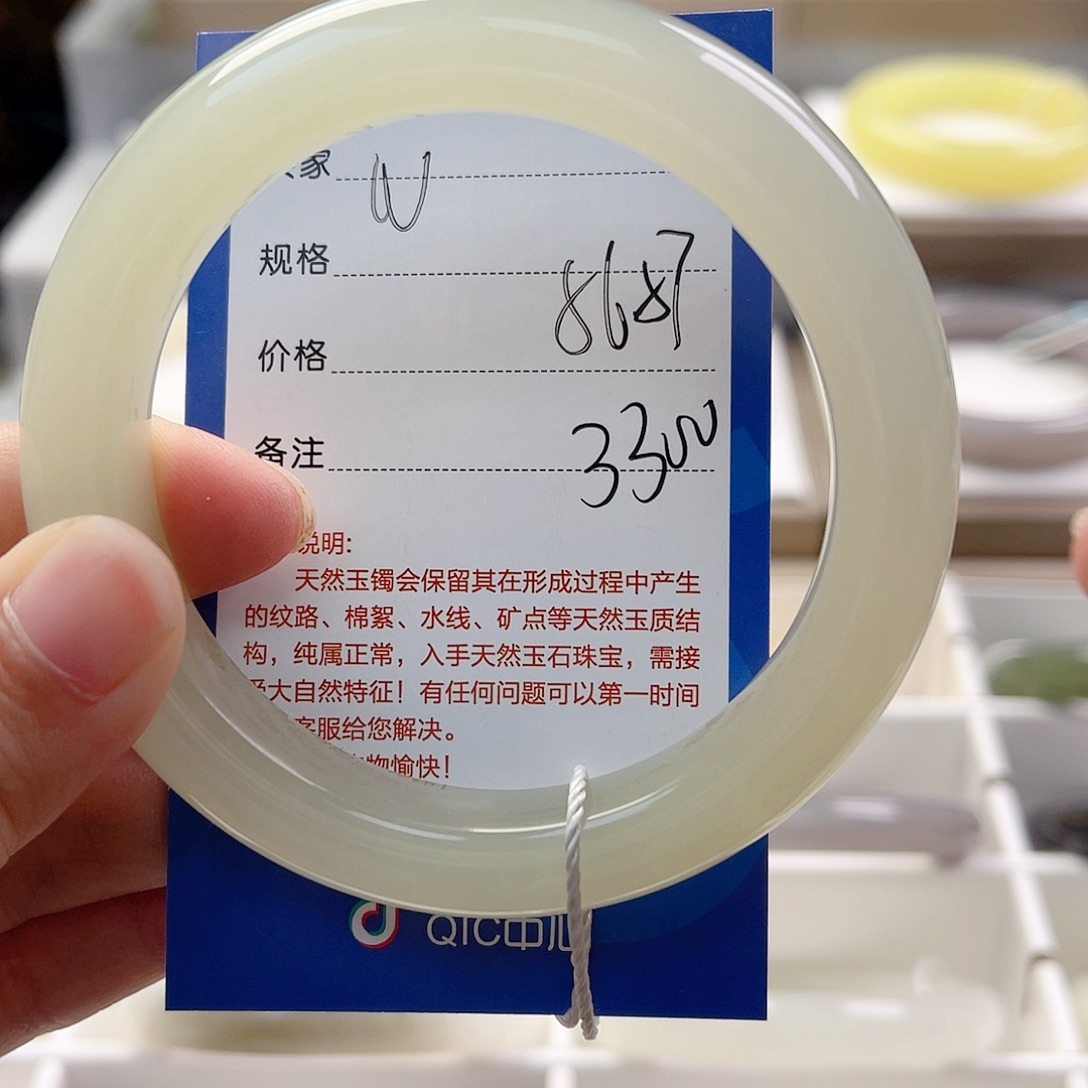 家 W
规格
8687
价格
备注 3300
说明:
天然玉镯会保留其在形成过程中产生
的纹路、棉絮、水线、矿点等天然玉质结
构，纯属正常，入手天然玉石珠宝，需接
受大自然特征！有任何问题可以第一时间
客服给您解决。
物愉快！
QIC中心